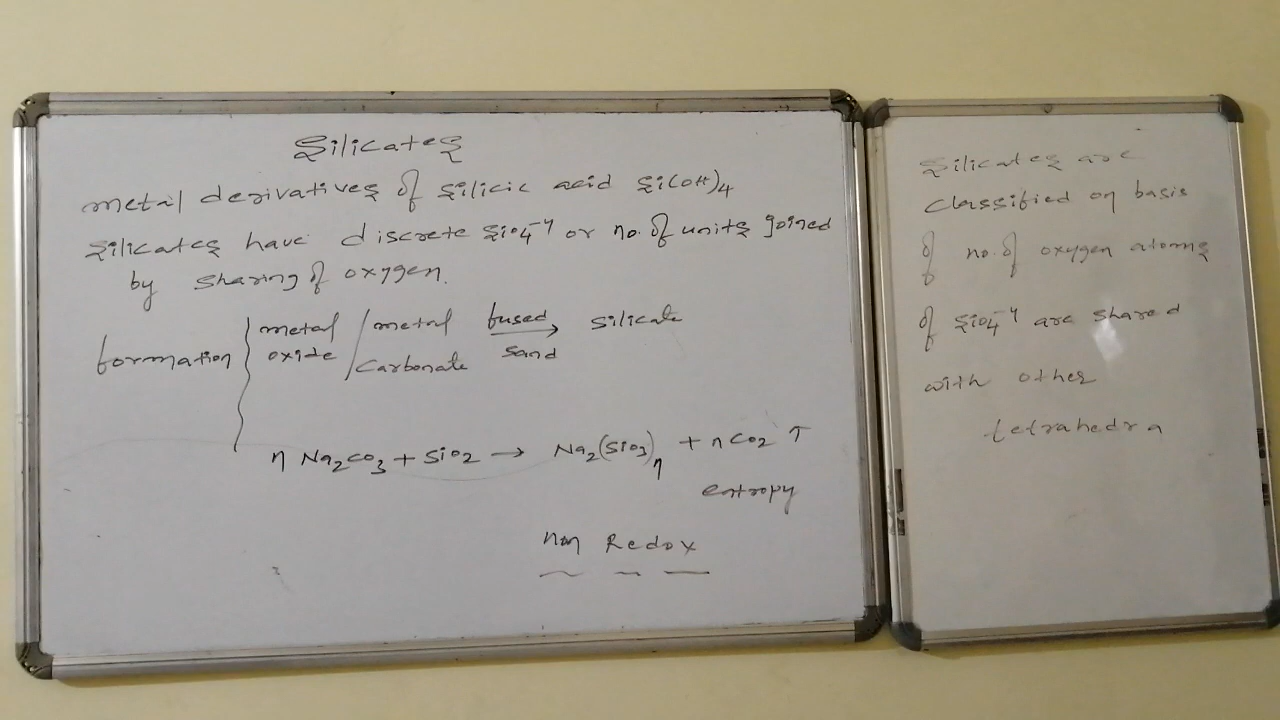 Silicates
metal derivatives of silicic acid Si(OH)4
Silicates have discrete SiO4^-4 or no. of units joined
by sharing of oxygen.
formation
metal / metal fused → silicate
oxide / Carbonate sand
n Na2CO3 + SiO2 → Na2(SiO3)n + n CO2 ↑
entropy
non Redox
Silicates are
classified on basis
of no. of oxygen atoms
of SiO4^-4 are shared
with other
tetrahedra